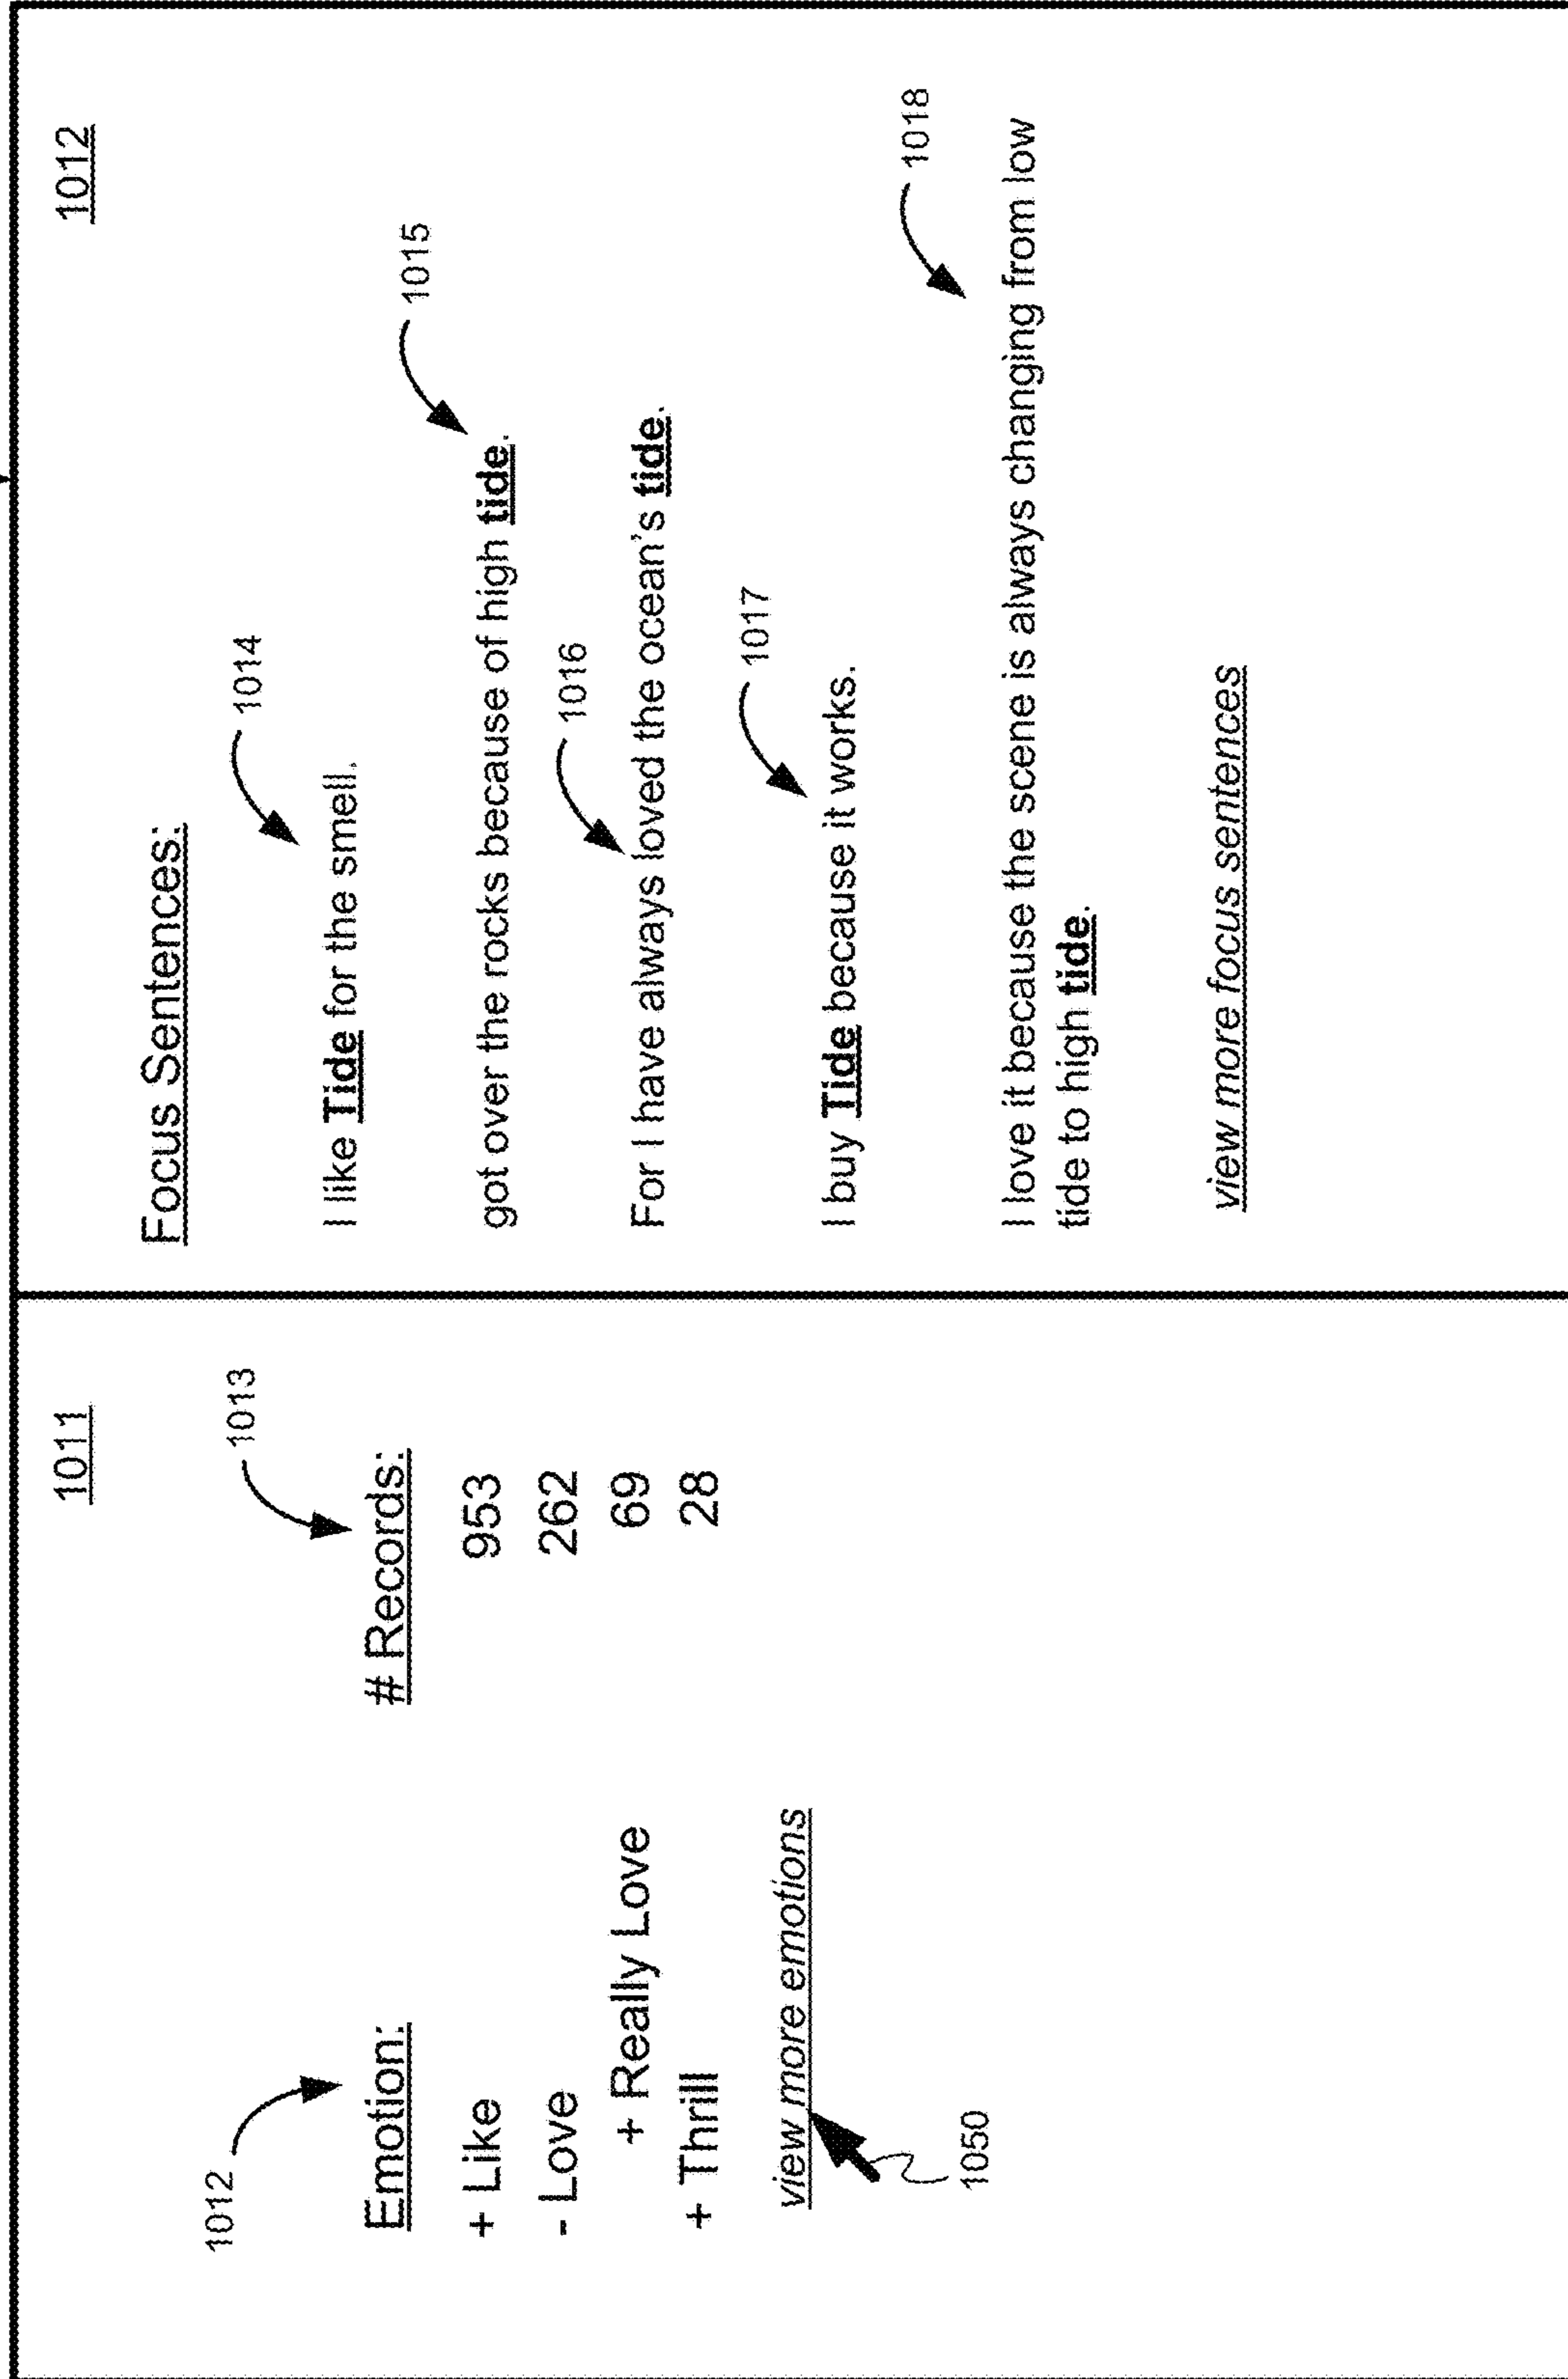 1011
1012
1013
Emotion:
# Records:
+ Like
953
- Love
262
+ Really Love
69
+ Thrill
28
view more emotions
1050
1012
Focus Sentences:
1014
I like Tide for the smell.
1015
got over the rocks because of high tide.
1016
For I have always loved the ocean's tide.
1017
I buy Tide because it works.
1018
I love it because the scene is always changing from low
tide to high tide.
view more focus sentences